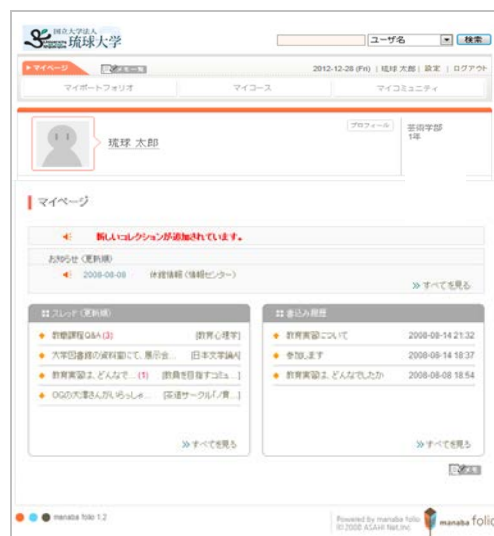 国立大学法人
琉球大学
ユーザ名 検索
マイページ メモ一覧 2012-12-28 (Fri) | 琉球 太郎 | 設定 | ログアウト
マイポートフォリオ マイコース マイコミュニティ
琉球 太郎 プロフィール
1年
マイページ
新しいコレクションが追加されています。
お知らせ (更新順)
2008-08-08 休館情報 (情報センター)
すべてを見る
スレッド (更新順) 書込み履歴
教職課程Q&A (3) [教育心理学]
大学図書館の資料室にて、展示会... [日本文学論A]
教育実習は、どんなで... (1) [教員を目指すコミュ...]
OGの大澤さんがいらっしゃ... [茶道サークル「ノ貫...]
すべてを見る
教育実習について 2008-08-14 21:32
参加します 2008-08-14 18:37
教育実習は、どんなでしたか 2008-08-08 18:54
すべてを見る
メモ
manaba folio 1.2
Powered by manaba folio
(C) 2008 ASAHI Net, Inc.
manaba folio